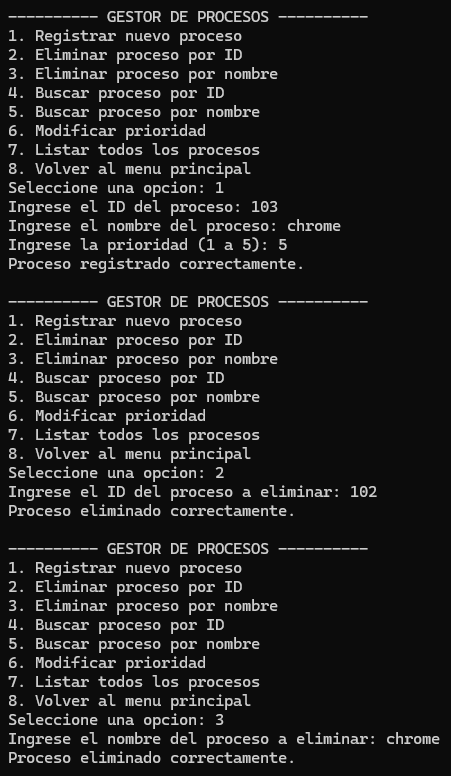 ---------- GESTOR DE PROCESOS ----------
1. Registrar nuevo proceso
2. Eliminar proceso por ID
3. Eliminar proceso por nombre
4. Buscar proceso por ID
5. Buscar proceso por nombre
6. Modificar prioridad
7. Listar todos los procesos
8. Volver al menu principal
Seleccione una opcion: 1
Ingrese el ID del proceso: 103
Ingrese el nombre del proceso: chrome
Ingrese la prioridad (1 a 5): 5
Proceso registrado correctamente.

---------- GESTOR DE PROCESOS ----------
1. Registrar nuevo proceso
2. Eliminar proceso por ID
3. Eliminar proceso por nombre
4. Buscar proceso por ID
5. Buscar proceso por nombre
6. Modificar prioridad
7. Listar todos los procesos
8. Volver al menu principal
Seleccione una opcion: 2
Ingrese el ID del proceso a eliminar: 102
Proceso eliminado correctamente.

---------- GESTOR DE PROCESOS ----------
1. Registrar nuevo proceso
2. Eliminar proceso por ID
3. Eliminar proceso por nombre
4. Buscar proceso por ID
5. Buscar proceso por nombre
6. Modificar prioridad
7. Listar todos los procesos
8. Volver al menu principal
Seleccione una opcion: 3
Ingrese el nombre del proceso a eliminar: chrome
Proceso eliminado correctamente.